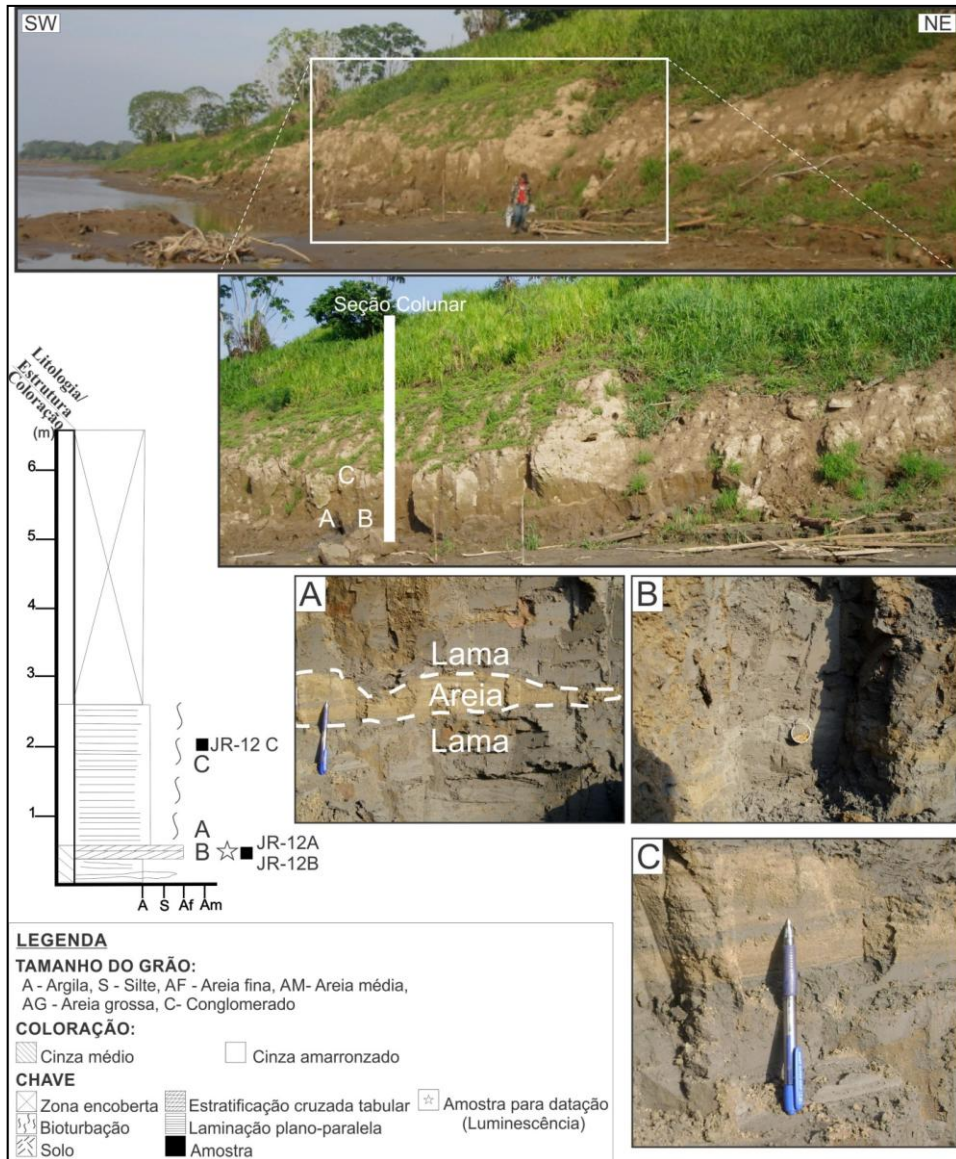 SW
NE
Seção Colunar
C
A B
Litologia/
Estrutura
Coloração
(m)
6
5
4
3
2
1
JR-12 C
C
A
B
JR-12A
JR-12B
A S Af Am
A
Lama
Areia
Lama
B
C
LEGENDA
TAMANHO DO GRÃO:
A - Argila, S - Silte, AF - Areia fina, AM- Areia média,
AG - Areia grossa, C- Conglomerado
COLORAÇÃO:
Cinza médio Cinza amarronzado
CHAVE
Zona encoberta Estratificação cruzada tabular Amostra para datação
Bioturbação Laminação plano-paralela (Luminescência)
Solo Amostra